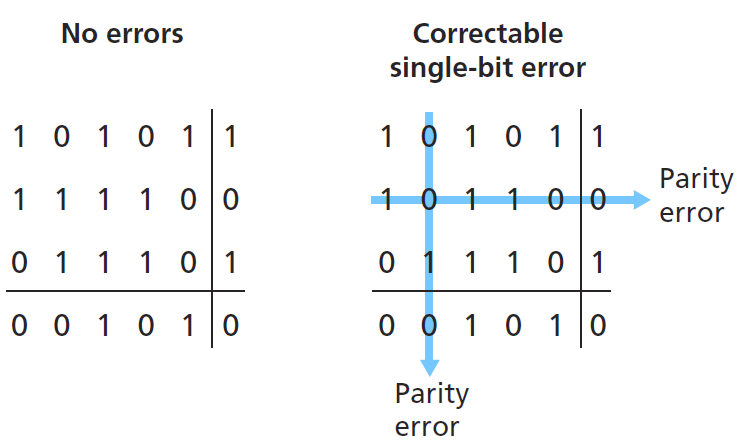 No errors
Correctable
single-bit error
1 0 1 0 1 1
1 1 1 1 0 0
0 1 1 1 0 1
0 0 1 0 1 0
1 0 1 0 1 1
1 0 1 1 0 0
0 1 1 1 0 1
0 0 1 0 1 0
Parity
error
Parity
error